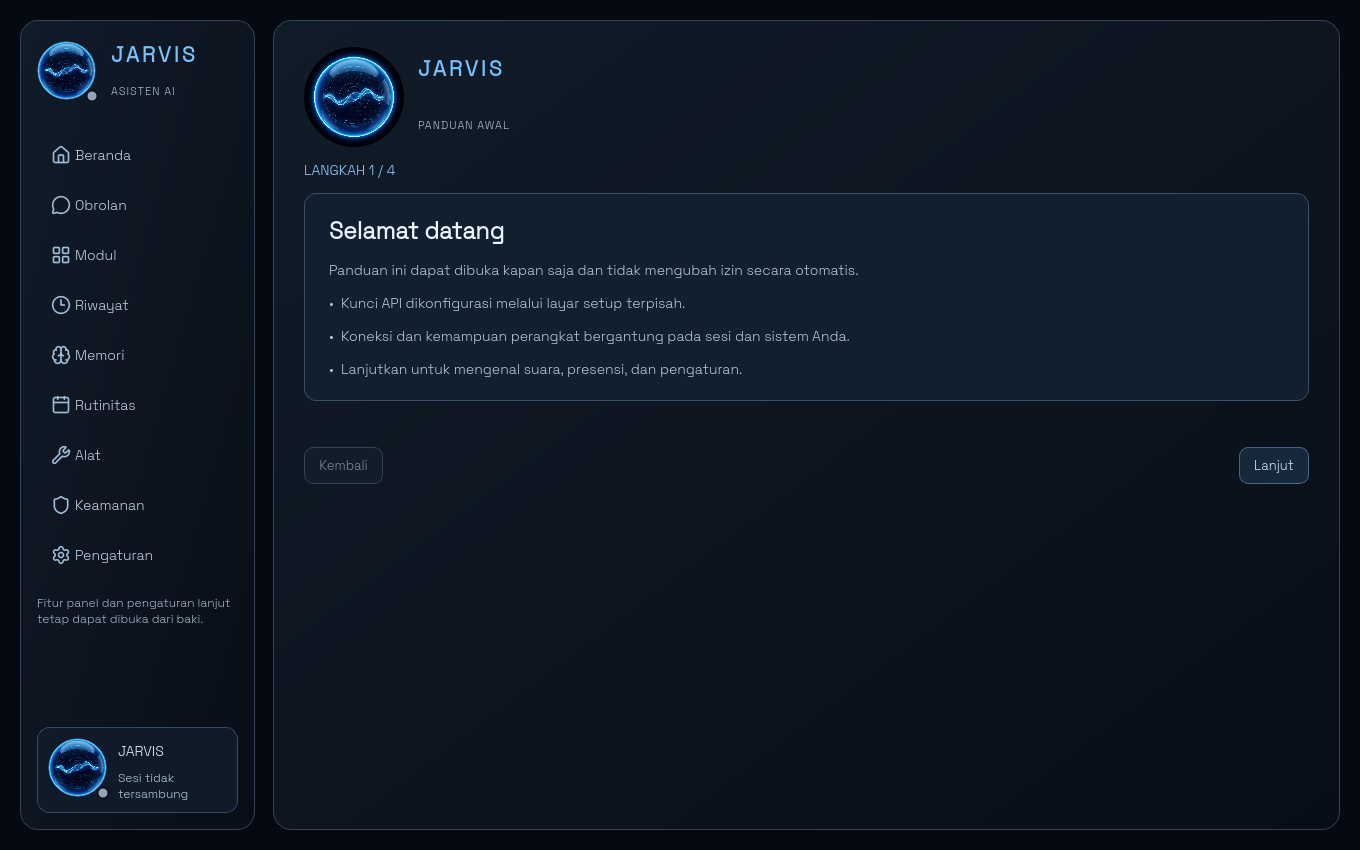 JARVIS
ASISTEN AI
Beranda
Obrolan
Modul
Riwayat
Memori
Rutinitas
Alat
Keamanan
Pengaturan
Fitur panel dan pengaturan lanjut
tetap dapat dibuka dari baki.
JARVIS
Sesi tidak
tersambung
JARVIS
PANDUAN AWAL
LANGKAH 1 / 4
Selamat datang
Panduan ini dapat dibuka kapan saja dan tidak mengubah izin secara otomatis.
• Kunci API dikonfigurasi melalui layar setup terpisah.
• Koneksi dan kemampuan perangkat bergantung pada sesi dan sistem Anda.
• Lanjutkan untuk mengenal suara, presensi, dan pengaturan.
Kembali
Lanjut